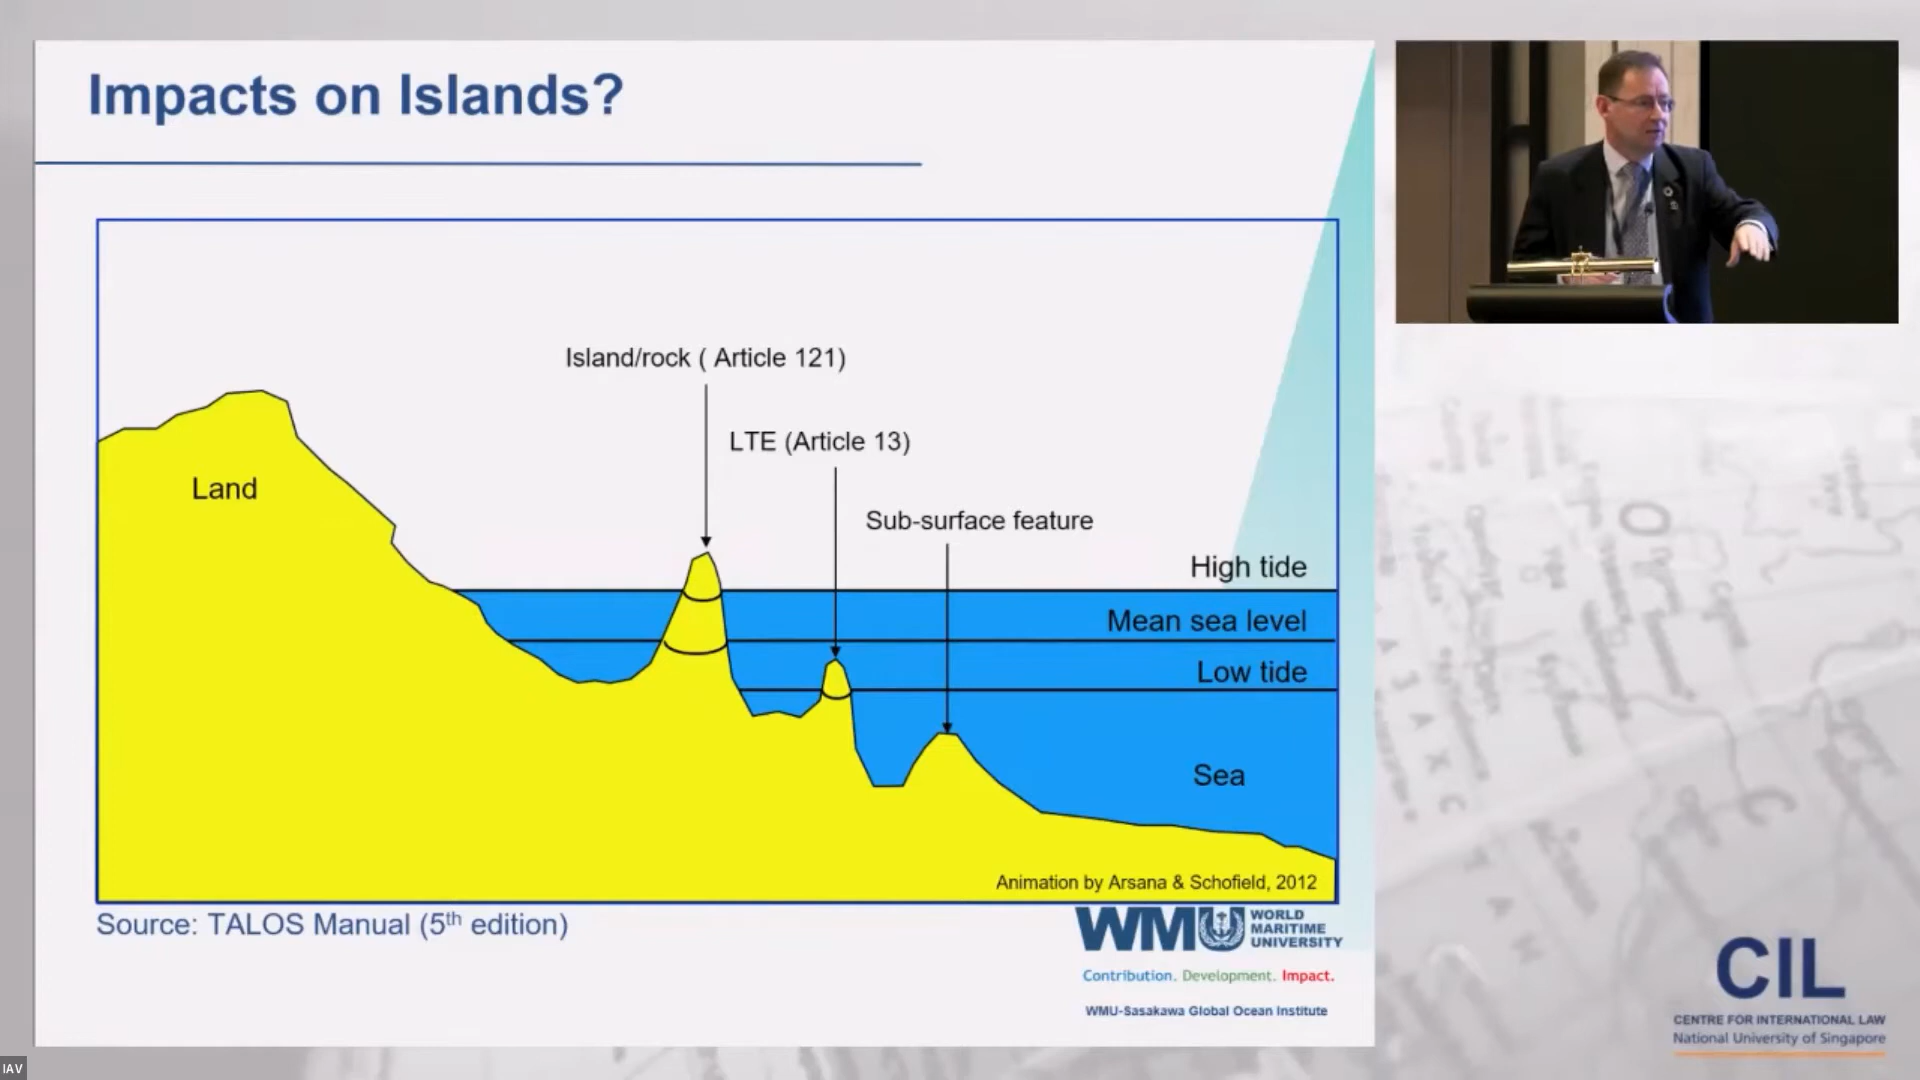 Impacts on Islands?
Island/rock ( Article 121)
LTE (Article 13)
Sub-surface feature
Land
High tide
Mean sea level
Low tide
Sea
Animation by Arsana & Schofield, 2012
Source: TALOS Manual (5th edition)
WMU WORLD
MARITIME
UNIVERSITY
Contribution. Development. Impact.
WMU-Sasakawa Global Ocean Institute
CIL
CENTRE FOR INTERNATIONAL LAW
National University of Singapore
IAV